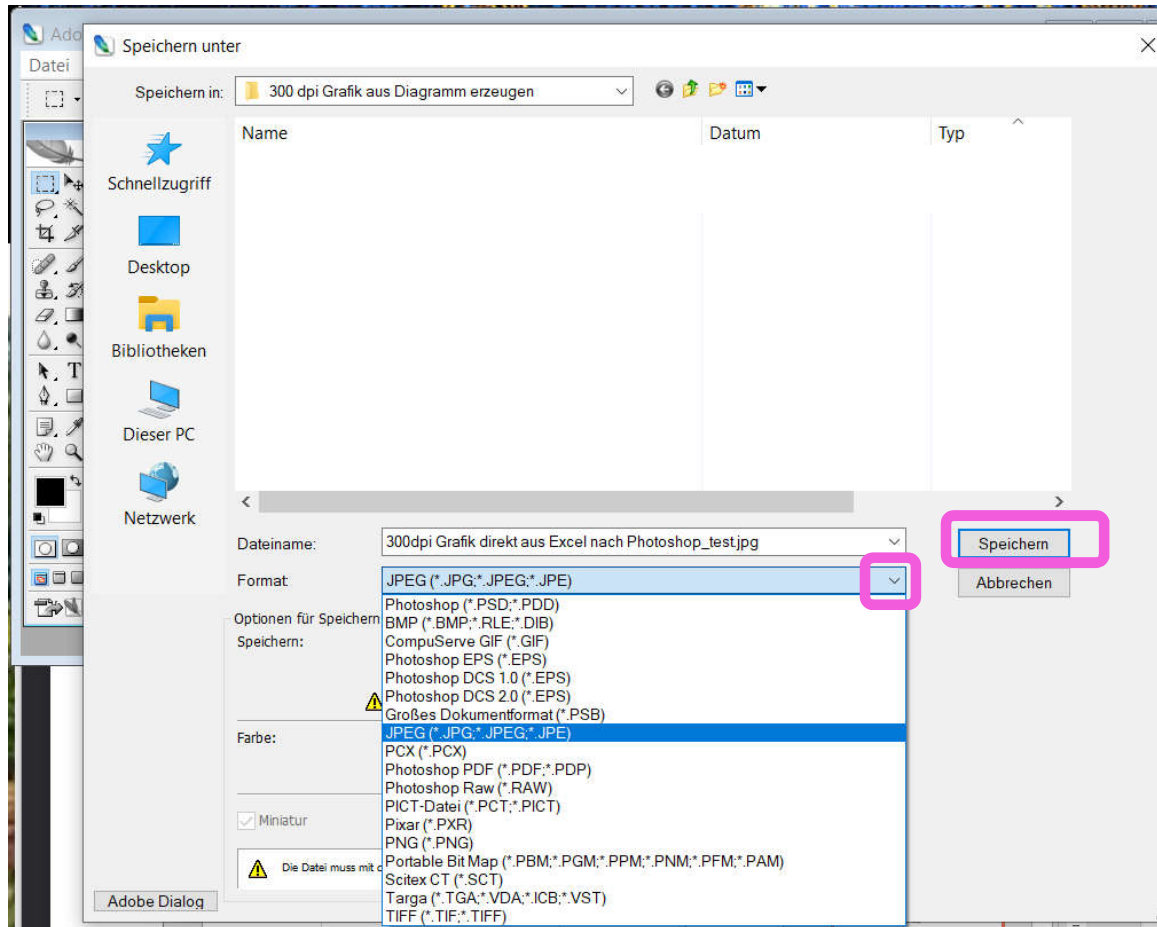 Ado
Datei
Speichern unter
Speichern in:
300 dpi Grafik aus Diagramm erzeugen
Name
Datum
Typ
Schnellzugriff
Desktop
Bibliotheken
Dieser PC
Netzwerk
Dateiname:
300dpi Grafik direkt aus Excel nach Photoshop_test.jpg
Speichern
Format:
JPEG (*.JPG;*.JPEG;*.JPE)
Abbrechen
Optionen für Speichern
Speichern:
Farbe:
Miniatur
Die Datei muss mit
Adobe Dialog
Photoshop (*.PSD;*.PDD)
BMP (*.BMP;*.RLE;*.DIB)
CompuServe GIF (*.GIF)
Photoshop EPS (*.EPS)
Photoshop DCS 1.0 (*.EPS)
Photoshop DCS 2.0 (*.EPS)
Großes Dokumentformat (*.PSB)
JPEG (*.JPG;*.JPEG;*.JPE)
PCX (*.PCX)
Photoshop PDF (*.PDF;*.PDP)
Photoshop Raw (*.RAW)
PICT-Datei (*.PCT;*.PICT)
Pixar (*.PXR)
PNG (*.PNG)
Portable Bit Map (*.PBM;*.PGM;*.PPM;*.PNM;*.PFM;*.PAM)
Scitex CT (*.SCT)
Targa (*.TGA;*.VDA;*.ICB;*.VST)
TIFF (*.TIF;*.TIFF)